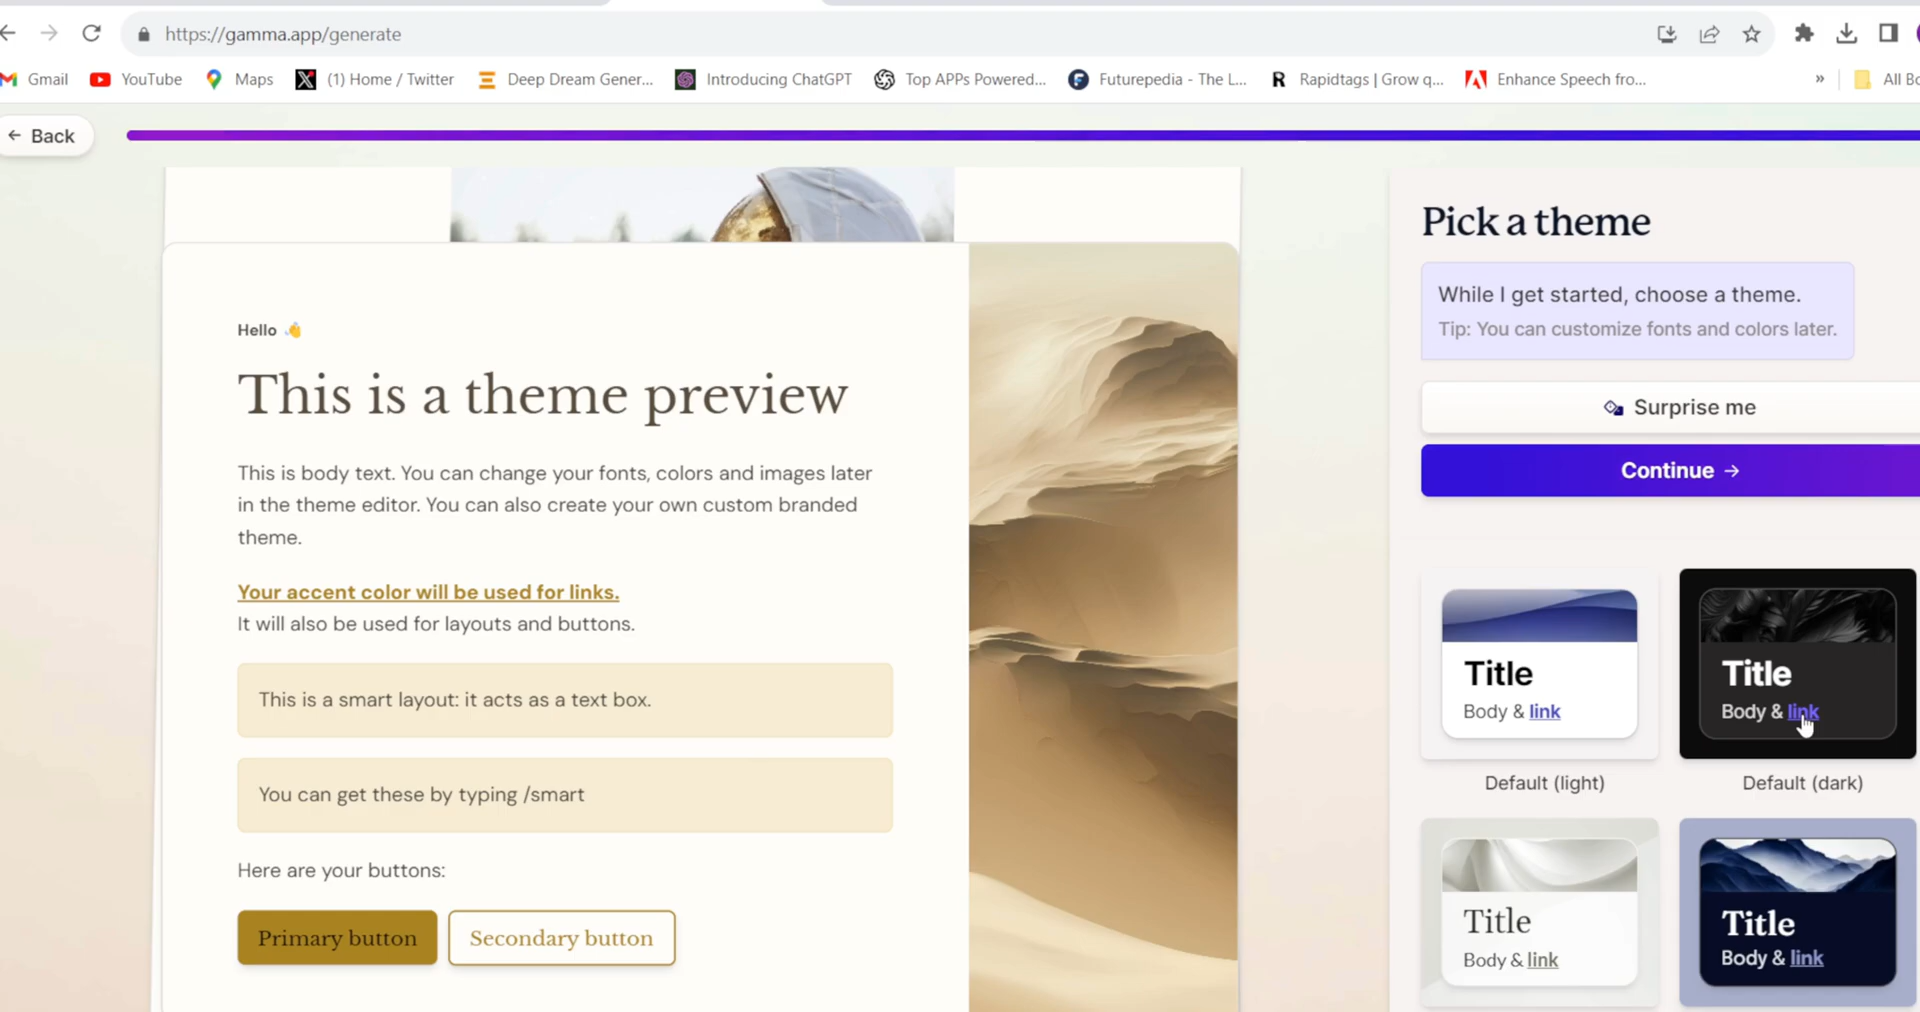 https://gamma.app/generate
Gmail
YouTube
Maps
(1) Home / Twitter
Deep Dream Gener...
Introducing ChatGPT
Top APPs Powered...
Futurepedia - The L...
Rapidtags | Grow q...
Enhance Speech fro...
»
All Bo
← Back
Pick a theme
While I get started, choose a theme.
Tip: You can customize fonts and colors later.
Surprise me
Continue →
Hello 👋
This is a theme preview
This is body text. You can change your fonts, colors and images later
in the theme editor. You can also create your own custom branded
theme.
Your accent color will be used for links.
It will also be used for layouts and buttons.
This is a smart layout: it acts as a text box.
You can get these by typing /smart
Here are your buttons:
Primary button
Secondary button
Title
Body & link
Default (light)
Title
Body & link
Default (dark)
Title
Body & link
Title
Body & link